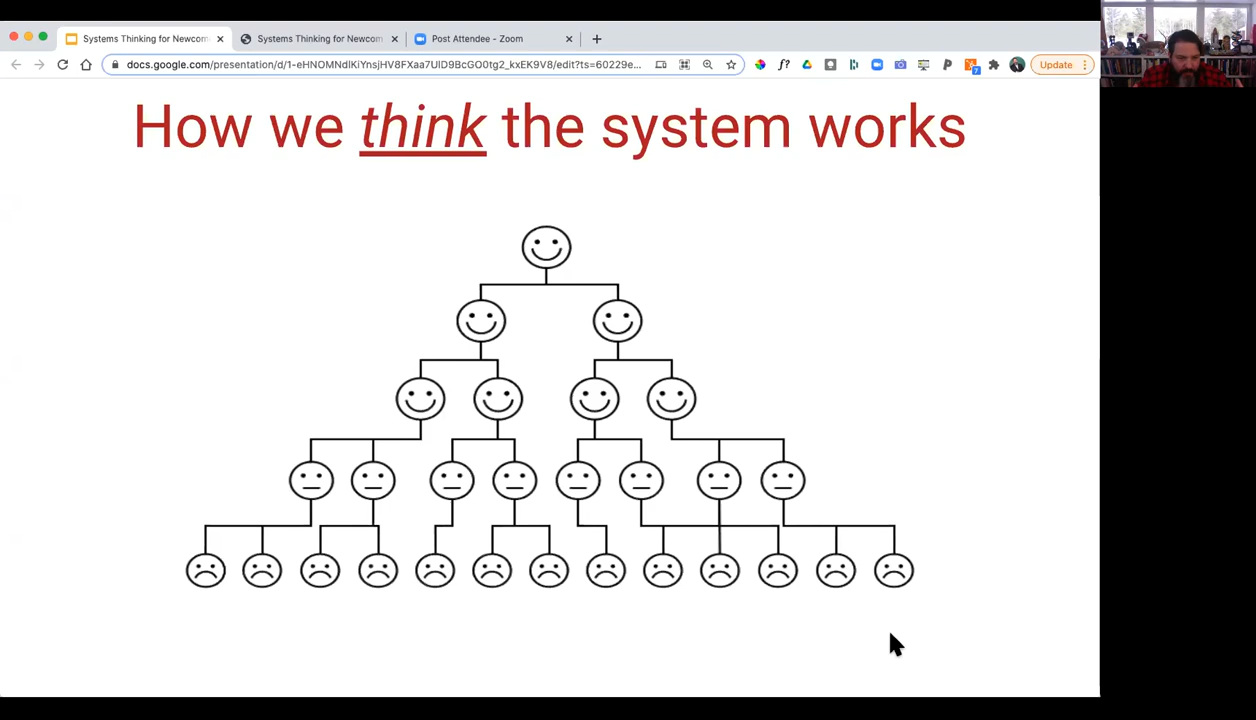 Systems Thinking for Newcom
Systems Thinking for Newcom
Post Attendee - Zoom
docs.google.com/presentation/d/1-eHNOMNdlKiYnsjHV8FXaa7UlD9BcGO0tg2_kxEK9V8/edit?ts=60229e...
f?
P
7
Update
How we think the system works